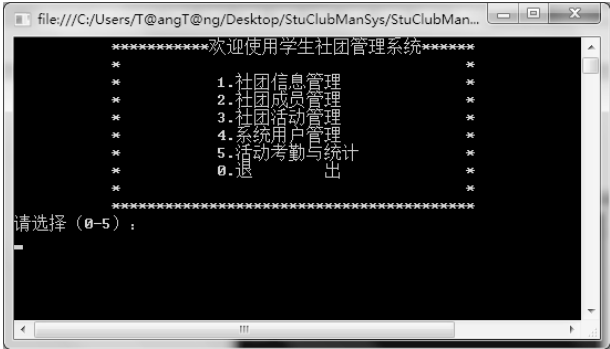 file:///C:/Users/T@angT@ng/Desktop/StuClubManSys/StuClubMan...
***********欢迎使用学生社团管理系统******
* *
* 1.社团信息管理 *
* 2.社团成员管理 *
* 3.社团活动管理 *
* 4.系统用户管理 *
* 5.活动考勤与统计 *
* 0.退 出 *
* *
*****************************************
请选择（0-5）：